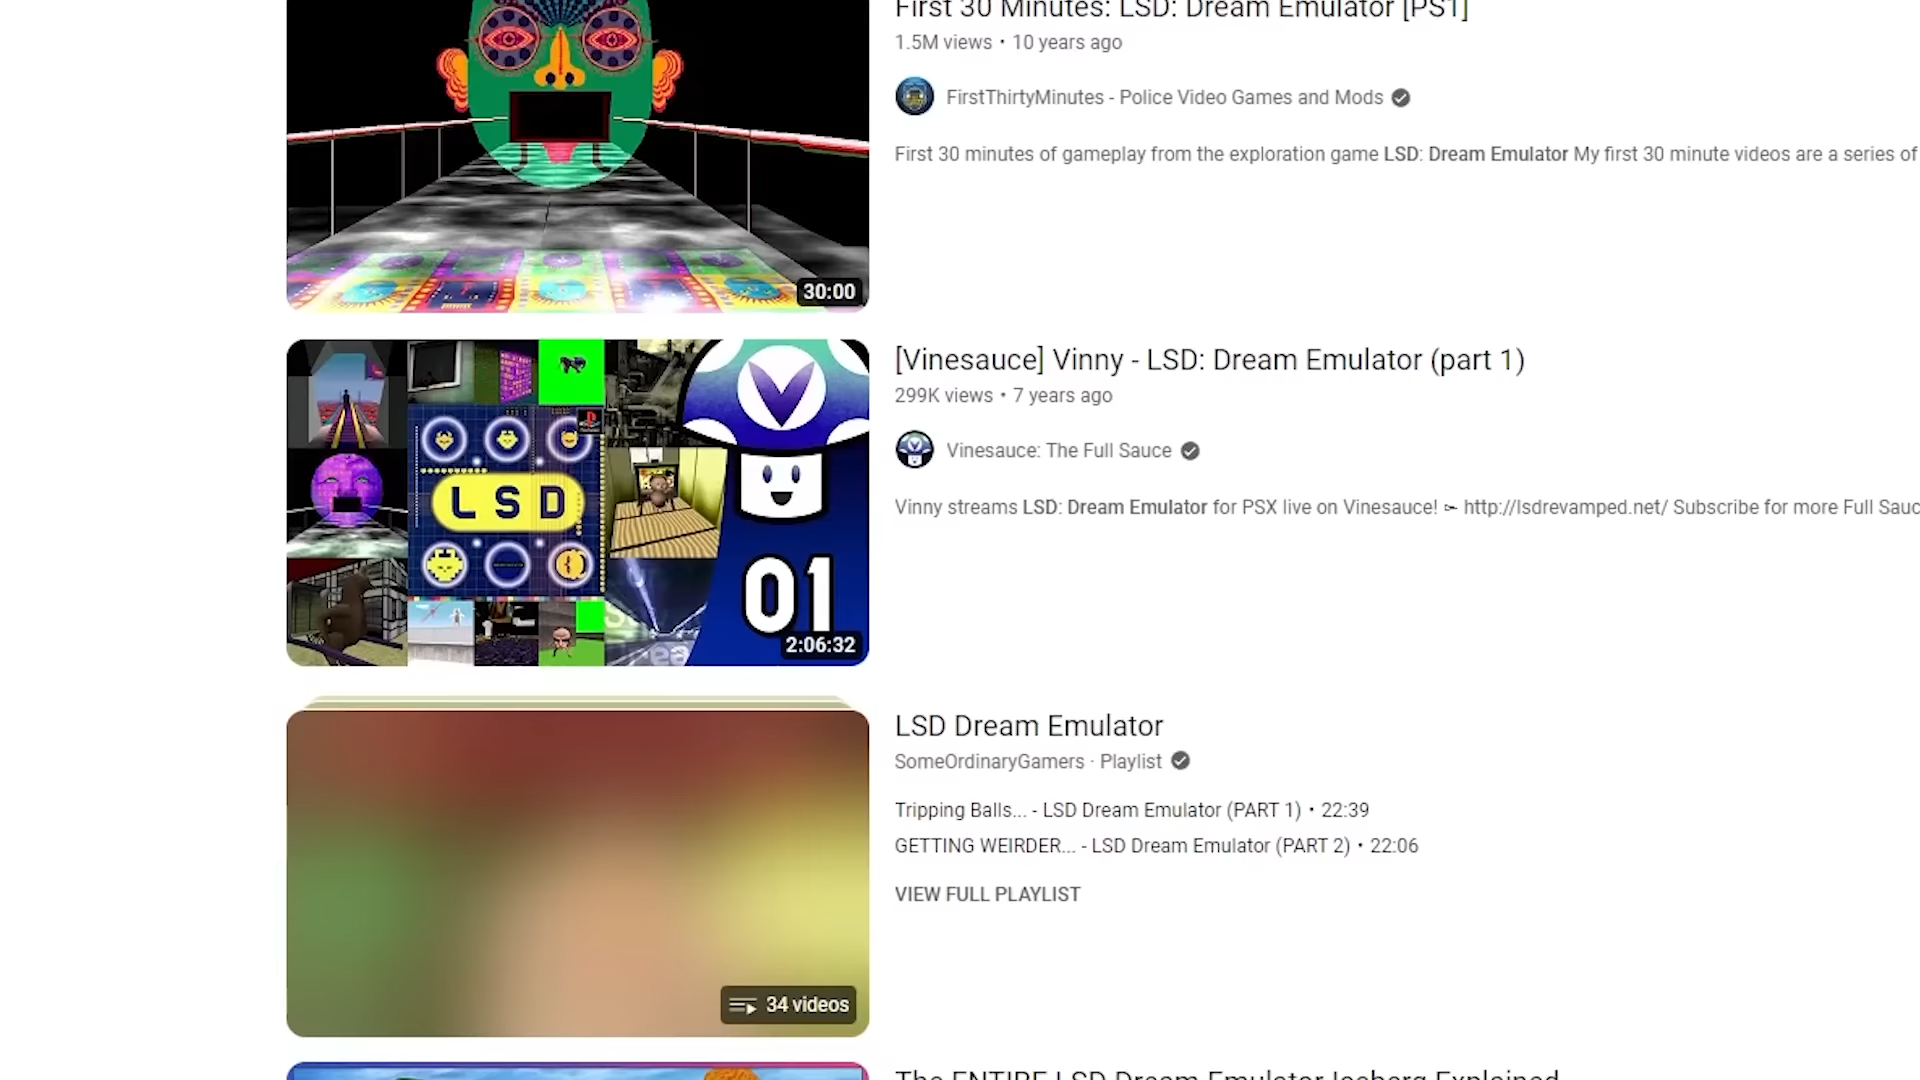 First 30 Minutes: LSD: Dream Emulator [PS1]
1.5M views • 10 years ago
FirstThirtyMinutes - Police Video Games and Mods
First 30 minutes of gameplay from the exploration game LSD: Dream Emulator My first 30 minute videos are a series of
30:00
[Vinesauce] Vinny - LSD: Dream Emulator (part 1)
299K views • 7 years ago
Vinesauce: The Full Sauce
Vinny streams LSD: Dream Emulator for PSX live on Vinesauce! ➳ http://lsdrevamped.net/ Subscribe for more Full Sauc
LSD
01
2:06:32
LSD Dream Emulator
SomeOrdinaryGamers · Playlist
Tripping Balls... - LSD Dream Emulator (PART 1) • 22:39
GETTING WEIRDER... - LSD Dream Emulator (PART 2) • 22:06
VIEW FULL PLAYLIST
34 videos
The ENTIRE LSD Dream Emulator Iceberg Explained